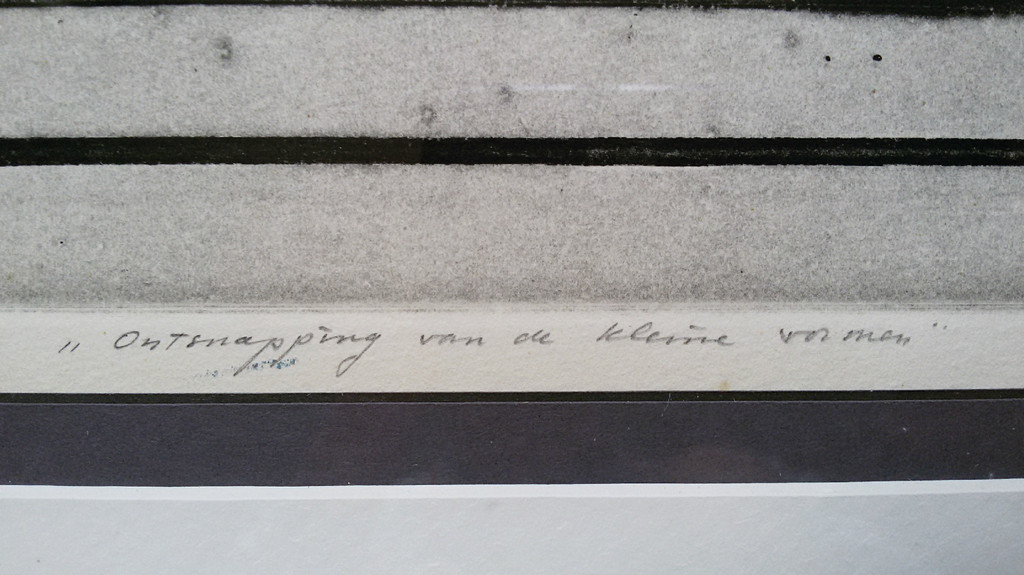 „Ontsnapping van de kleine vormen"